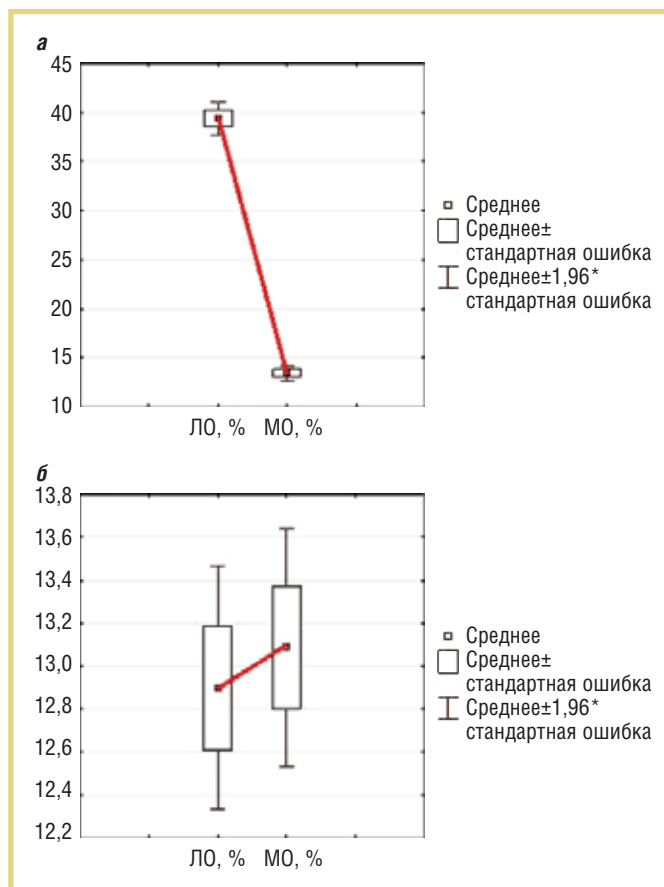 а
45
40
35
30
25
20
15
10
ЛО, % МО, %
Среднее
Среднее±
стандартная ошибка
Среднее±1,96*
стандартная ошибка
б
13,8
13,6
13,4
13,2
13,0
12,8
12,6
12,4
12,2
ЛО, % МО, %
Среднее
Среднее±
стандартная ошибка
Среднее±1,96*
стандартная ошибка